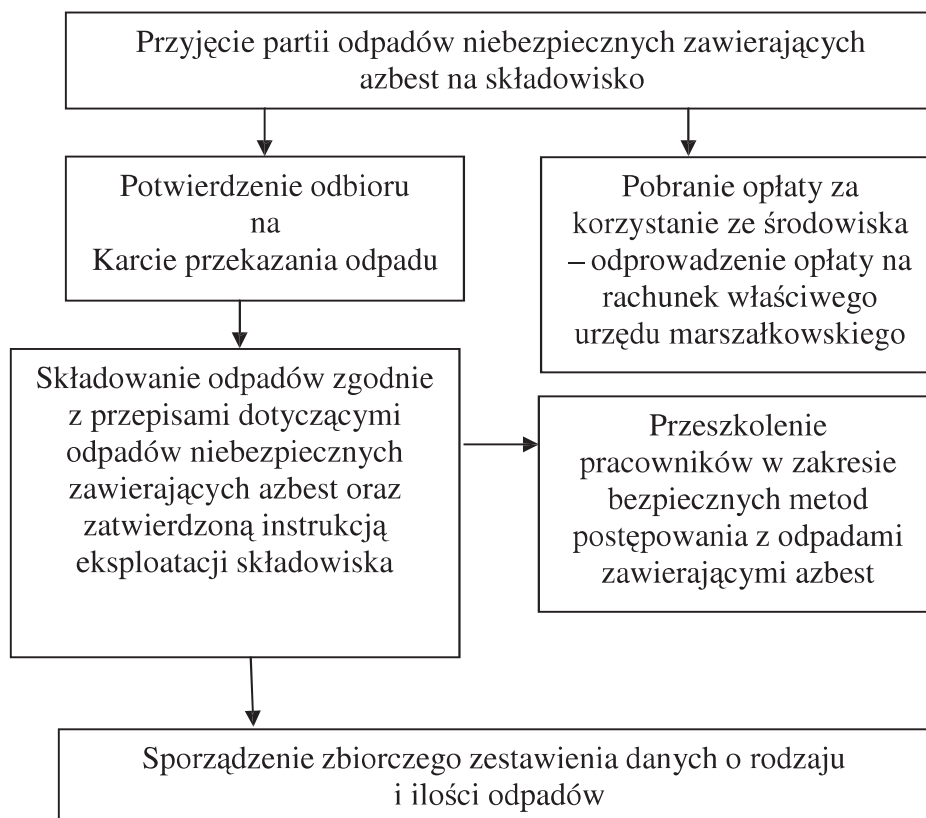 Przyjęcie partii odpadów niebezpiecznych zawierających
azbest na składowisko
Potwierdzenie odbioru
na
Karcie przekazania odpadu
Pobranie opłaty za
korzystanie ze środowiska
– odprowadzenie opłaty na
rachunek właściwego
urzędu marszałkowskiego
Składowanie odpadów zgodnie
z przepisami dotyczącymi
odpadów niebezpiecznych
zawierających azbest oraz
zatwierdzoną instrukcją
eksploatacji składowiska
Przeszkolenie
pracowników w zakresie
bezpiecznych metod
postępowania z odpadami
zawierającymi azbest
Sporządzenie zbiorczego zestawienia danych o rodzaju
i ilości odpadów